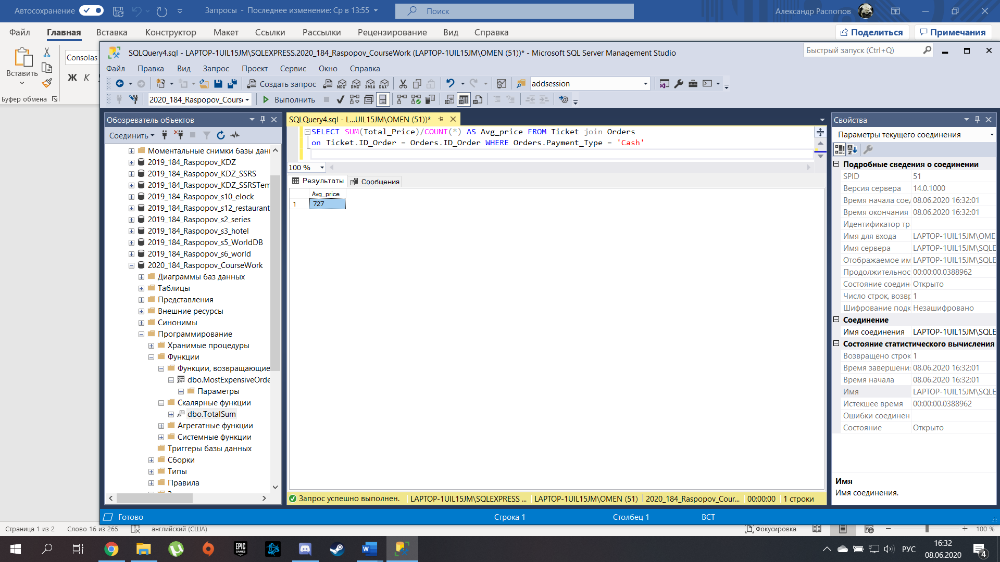 Автосохранение
Запросы - Последнее изменение: Ср в 13:55
Поиск
Александр Распопов
Файл Главная Вставка Конструктор Макет Ссылки Рассылки Рецензирование Вид Справка
Поделиться
Примечания
Вставить
Consolas
Ж К
Буфер обмена
SQLQuery4.sql - LAPTOP-1UIL15JM\SQLEXPRESS.2020_184_Raspopov_CourseWork (LAPTOP-1UIL15JM\OMEN (51))* - Microsoft SQL Server Management Studio
Быстрый запуск (Ctrl+Q)
Файл Правка Вид Запрос Проект Сервис Окно Справка
Создать запрос
MDX DMX XMLA DAX
addsession
2020_184_Raspopov_Course
Выполнить
Обозреватель объектов
Соединить
Моментальные снимки базы дан
2019_184_Raspopov_KDZ
2019_184_Raspopov_KDZ_SSRS
2019_184_Raspopov_KDZ_SSRSTem
2019_184_Raspopov_s10_elock
2019_184_Raspopov_s12_restaurant
2019_184_Raspopov_s2_series
2019_184_Raspopov_s3_hotel
2019_184_Raspopov_s5_WorldDB
2019_184_Raspopov_s6_world
2020_184_Raspopov_CourseWork
Диаграммы баз данных
Таблицы
Представления
Внешние ресурсы
Синонимы
Программирование
Хранимые процедуры
Функции
Функции, возвращающие
dbo.MostExpensiveOrde
Параметры
Скалярные функции
dbo.TotalSum
Агрегатные функции
Системные функции
Триггеры базы данных
Сборки
Типы
Правила
SQLQuery4.sql - L...UIL15JM\OMEN (51))*
SELECT SUM(Total_Price)/COUNT(*) AS Avg_price FROM Ticket join Orders
on Ticket.ID_Order = Orders.ID_Order WHERE Orders.Payment_Type = 'Cash'
100 %
Результаты
Сообщения
Avg_price
1 727
Запрос успешно выполнен.
LAPTOP-1UIL15JM\SQLEXPRESS ...
LAPTOP-1UIL15JM\OMEN (51)
2020_184_Raspopov_Cour...
00:00:00
1 строки
Свойства
Параметры текущего соединения
Подробные сведения о соединении
SPID 51
Версия сервера 14.0.1000
Время начала соед 08.06.2020 16:32:01
Время окончания 08.06.2020 16:32:01
Идентификатор тр
Имя для входа LAPTOP-1UIL15JM\OME
Имя сервера LAPTOP-1UIL15JM\SQLE
Отображаемое им LAPTOP-1UIL15JM\SQLE
Продолжительнос 00:00:00.0388962
Состояние соедин Открыто
Число строк, возвр 1
Шифрование подк Незашифровано
Соединение
Имя соединения LAPTOP-1UIL15JM\SQLE
Состояние статистического вычисления
Возвращено строк 1
Время завершени 08.06.2020 16:32:01
Время начала 08.06.2020 16:32:01
Имя LAPTOP-1UIL15JM\SQLE
Истекшее время 00:00:00.0388962
Ошибки соединен
Состояние Открыто
Имя
Имя соединения.
Готово
Строка 1
Столбец 1
ВСТ
Страница 1 из 2
Слово 16 из 265
английский (США)
Фокусировка
100 %
EPIC GAMES
РУС
16:32
08.06.2020
4